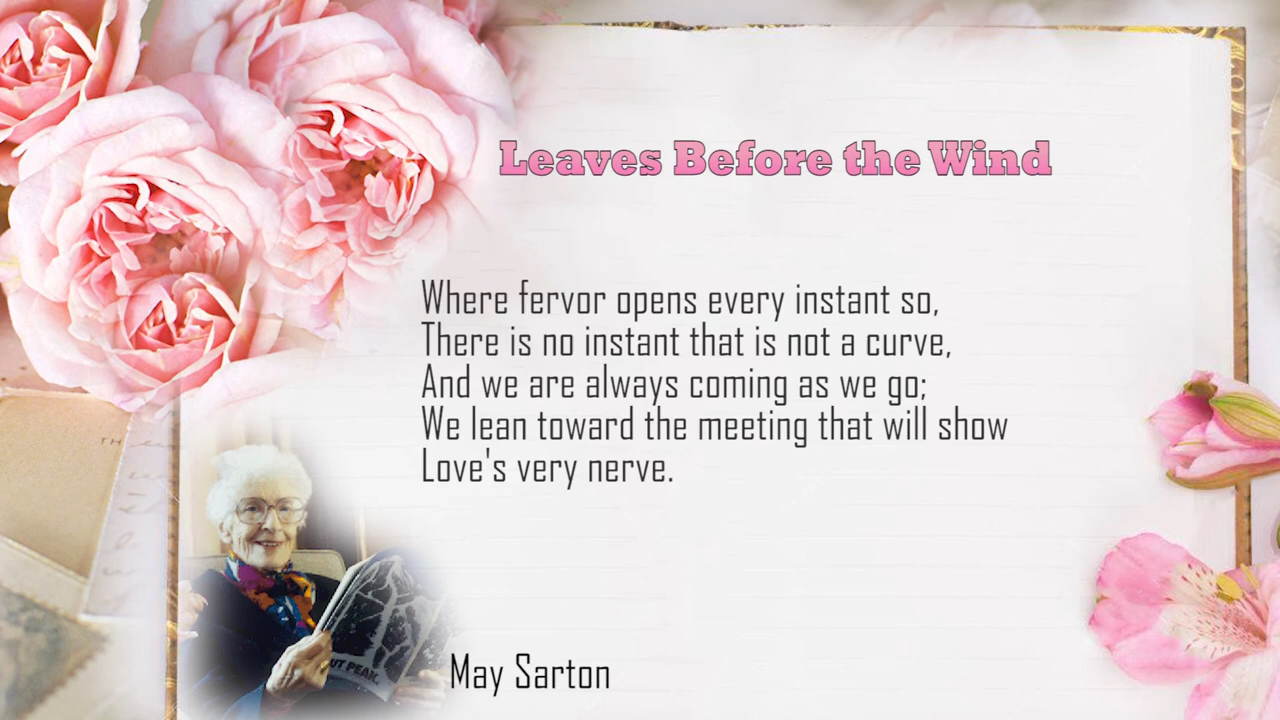 Leaves Before the Wind
Where fervor opens every instant so,
There is no instant that is not a curve,
And we are always coming as we go;
We lean toward the meeting that will show
Love's very nerve.
UT PEAK.
May Sarton